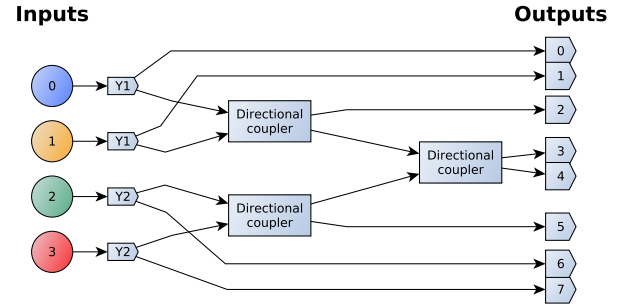 Inputs
Outputs
0
Y1
1
Y1
2
Y2
3
Y2
Directional
coupler
Directional
coupler
Directional
coupler
0
1
2
3
4
5
6
7